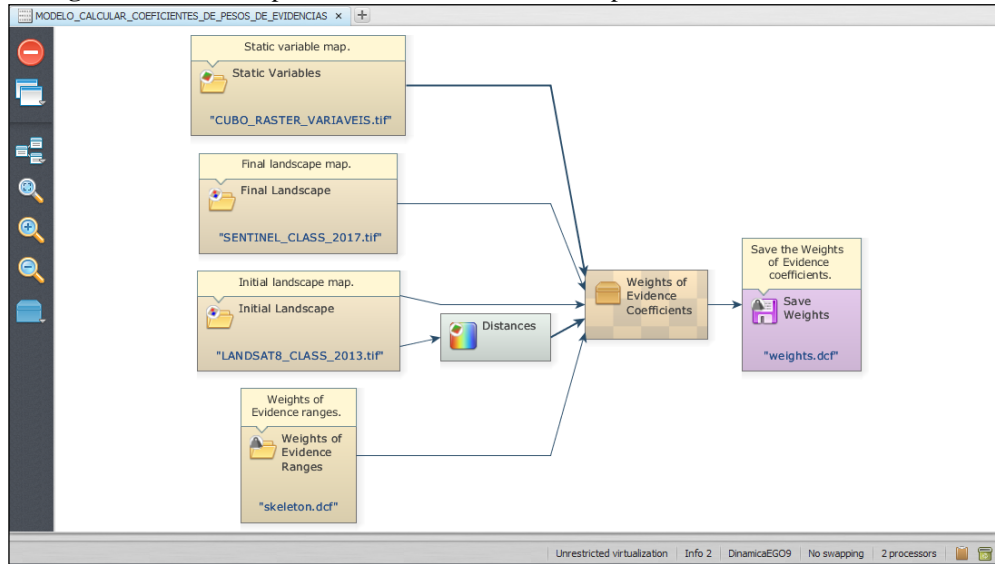 MODELO_CALCULAR_COEFICIENTES_DE_PESOS_DE_EVIDENCIAS × +
Static variable map.
Static Variables
"CUBO_RASTER_VARIAVEIS.tif"
Final landscape map.
Final Landscape
"SENTINEL_CLASS_2017.tif"
Initial landscape map.
Initial Landscape
"LANDSAT8_CLASS_2013.tif"
Distances
Weights of
Evidence ranges.
Weights of
Evidence
Ranges
"skeleton.dcf"
Weights of
Evidence
Coefficients
Save the Weights
of Evidence
coefficients.
Save
Weights
"weights.dcf"
Unrestricted virtualization
Info 2
DinamicaEGO9
No swapping
2 processors